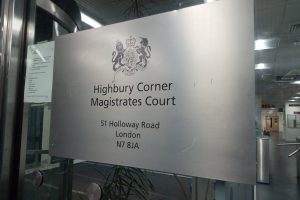 Highbury Corner
Magistrates Court
51 Holloway Road
London
N7 8JA